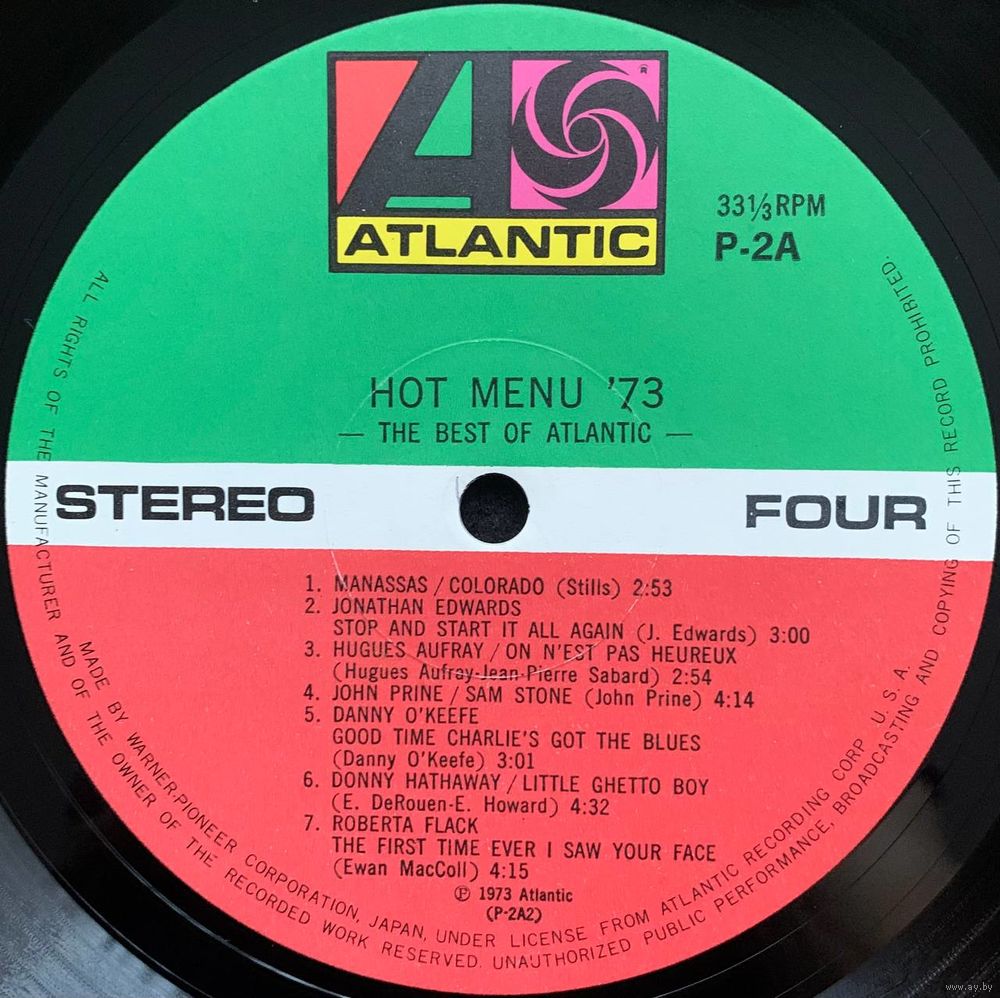 A
®
ATLANTIC
33⅓ RPM
P-2A
HOT MENU '73
— THE BEST OF ATLANTIC —
STEREO
FOUR
1. MANASSAS / COLORADO (Stills) 2:53
2. JONATHAN EDWARDS
STOP AND START IT ALL AGAIN (J. Edwards) 3:00
3. HUGUES AUFRAY / ON N'EST PAS HEUREUX
(Hugues Aufray-Jean-Pierre Sabard) 2:54
4. JOHN PRINE / SAM STONE (John Prine) 4:14
5. DANNY O'KEEFE
GOOD TIME CHARLIE'S GOT THE BLUES
(Danny O'Keefe) 3:01
6. DONNY HATHAWAY / LITTLE GHETTO BOY
(E. DeRouen-E. Howard) 4:32
7. ROBERTA FLACK
THE FIRST TIME EVER I SAW YOUR FACE
(Ewan MacColl) 4:15
℗ 1973 Atlantic
(P-2A2)
MADE BY WARNER-PIONEER CORPORATION, JAPAN, UNDER LICENSE FROM ATLANTIC RECORDING CORP U. S. A.
ALL RIGHTS OF THE MANUFACTURER AND OF THE OWNER OF THE RECORDED WORK RESERVED. UNAUTHORIZED PUBLIC PERFORMANCE, BROADCASTING AND COPYING OF THIS RECORD PROHIBITED.
www.ay.by